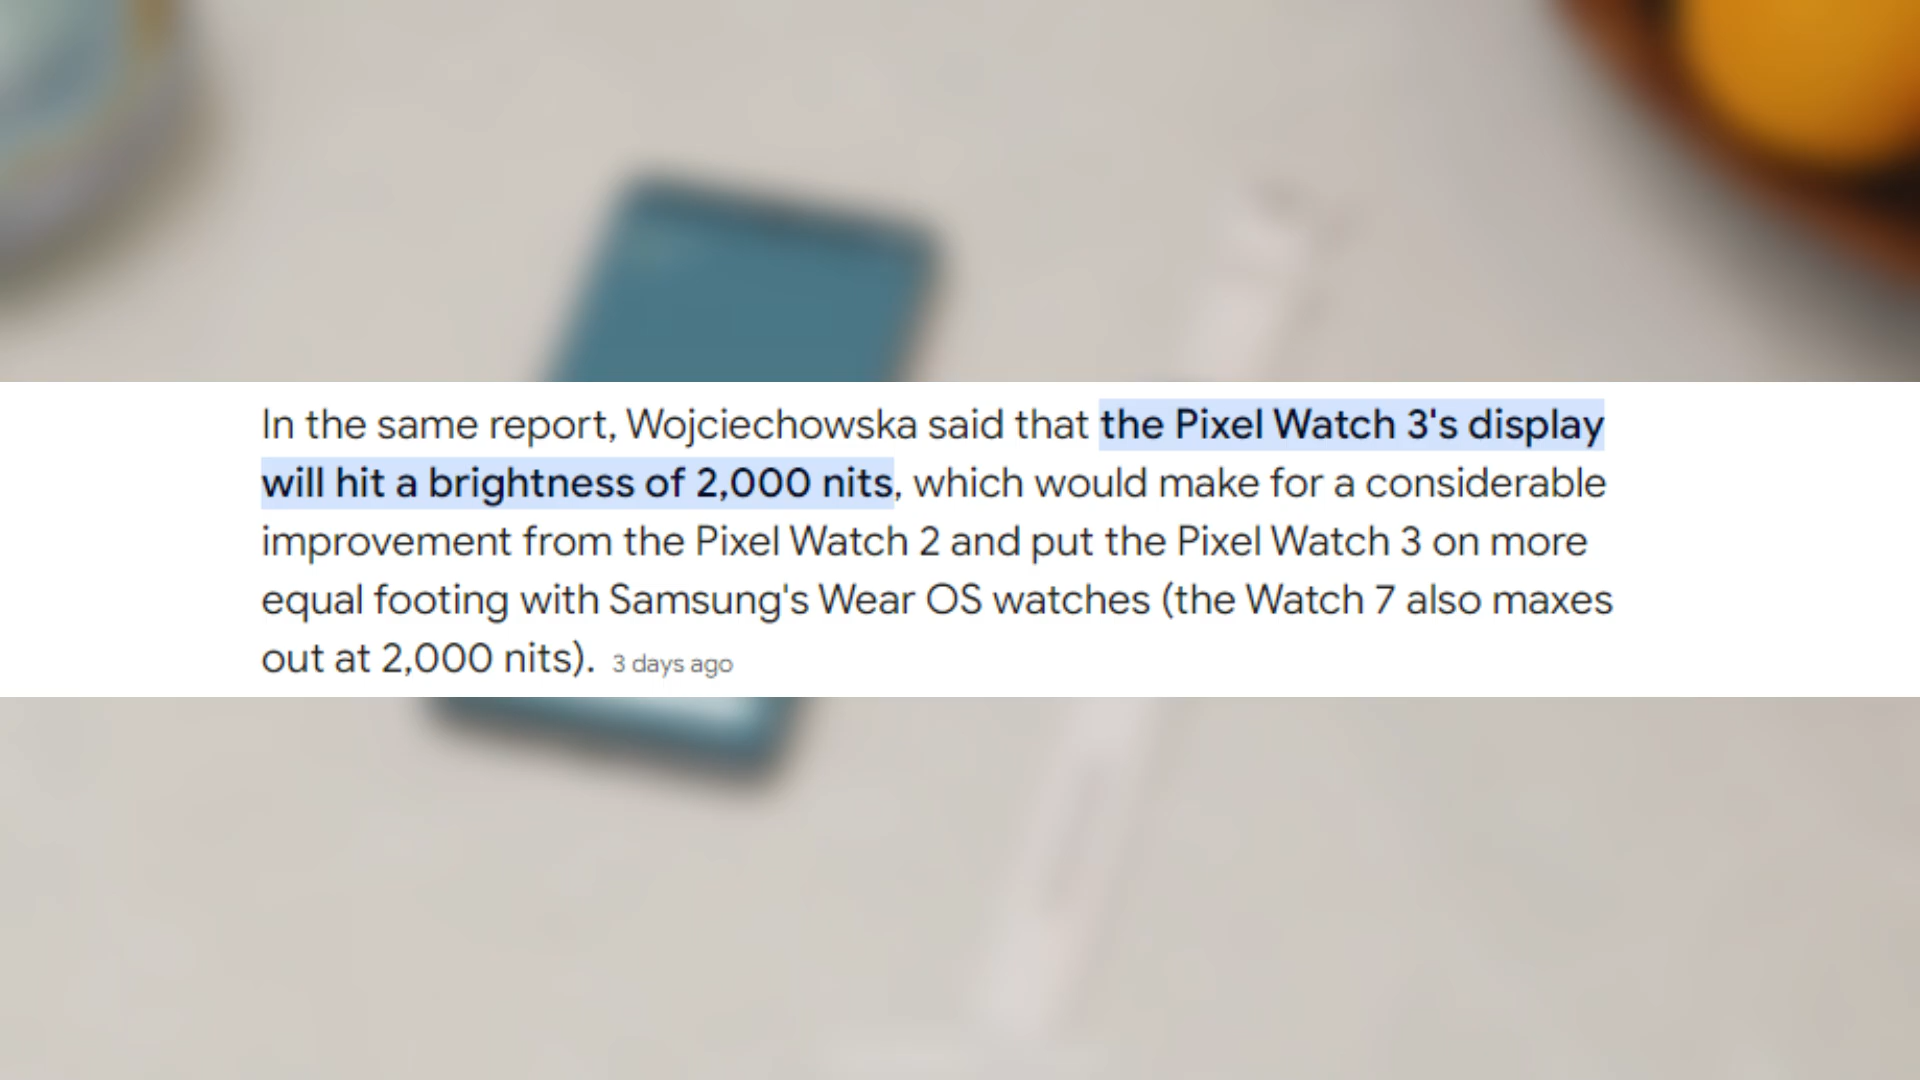 In the same report, Wojciechowska said that the Pixel Watch 3's display
will hit a brightness of 2,000 nits, which would make for a considerable
improvement from the Pixel Watch 2 and put the Pixel Watch 3 on more
equal footing with Samsung's Wear OS watches (the Watch 7 also maxes
out at 2,000 nits). 3 days ago